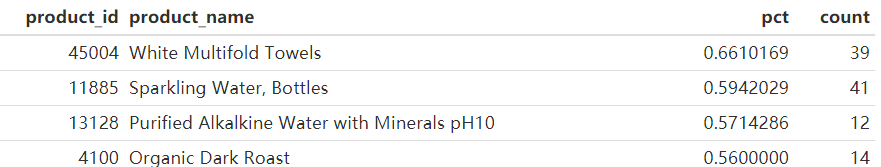 product_id product_name pct count
45004 White Multifold Towels 0.6610169 39
11885 Sparkling Water, Bottles 0.5942029 41
13128 Purified Alkalkine Water with Minerals pH10 0.5714286 12
4100 Organic Dark Roast 0.5600000 14